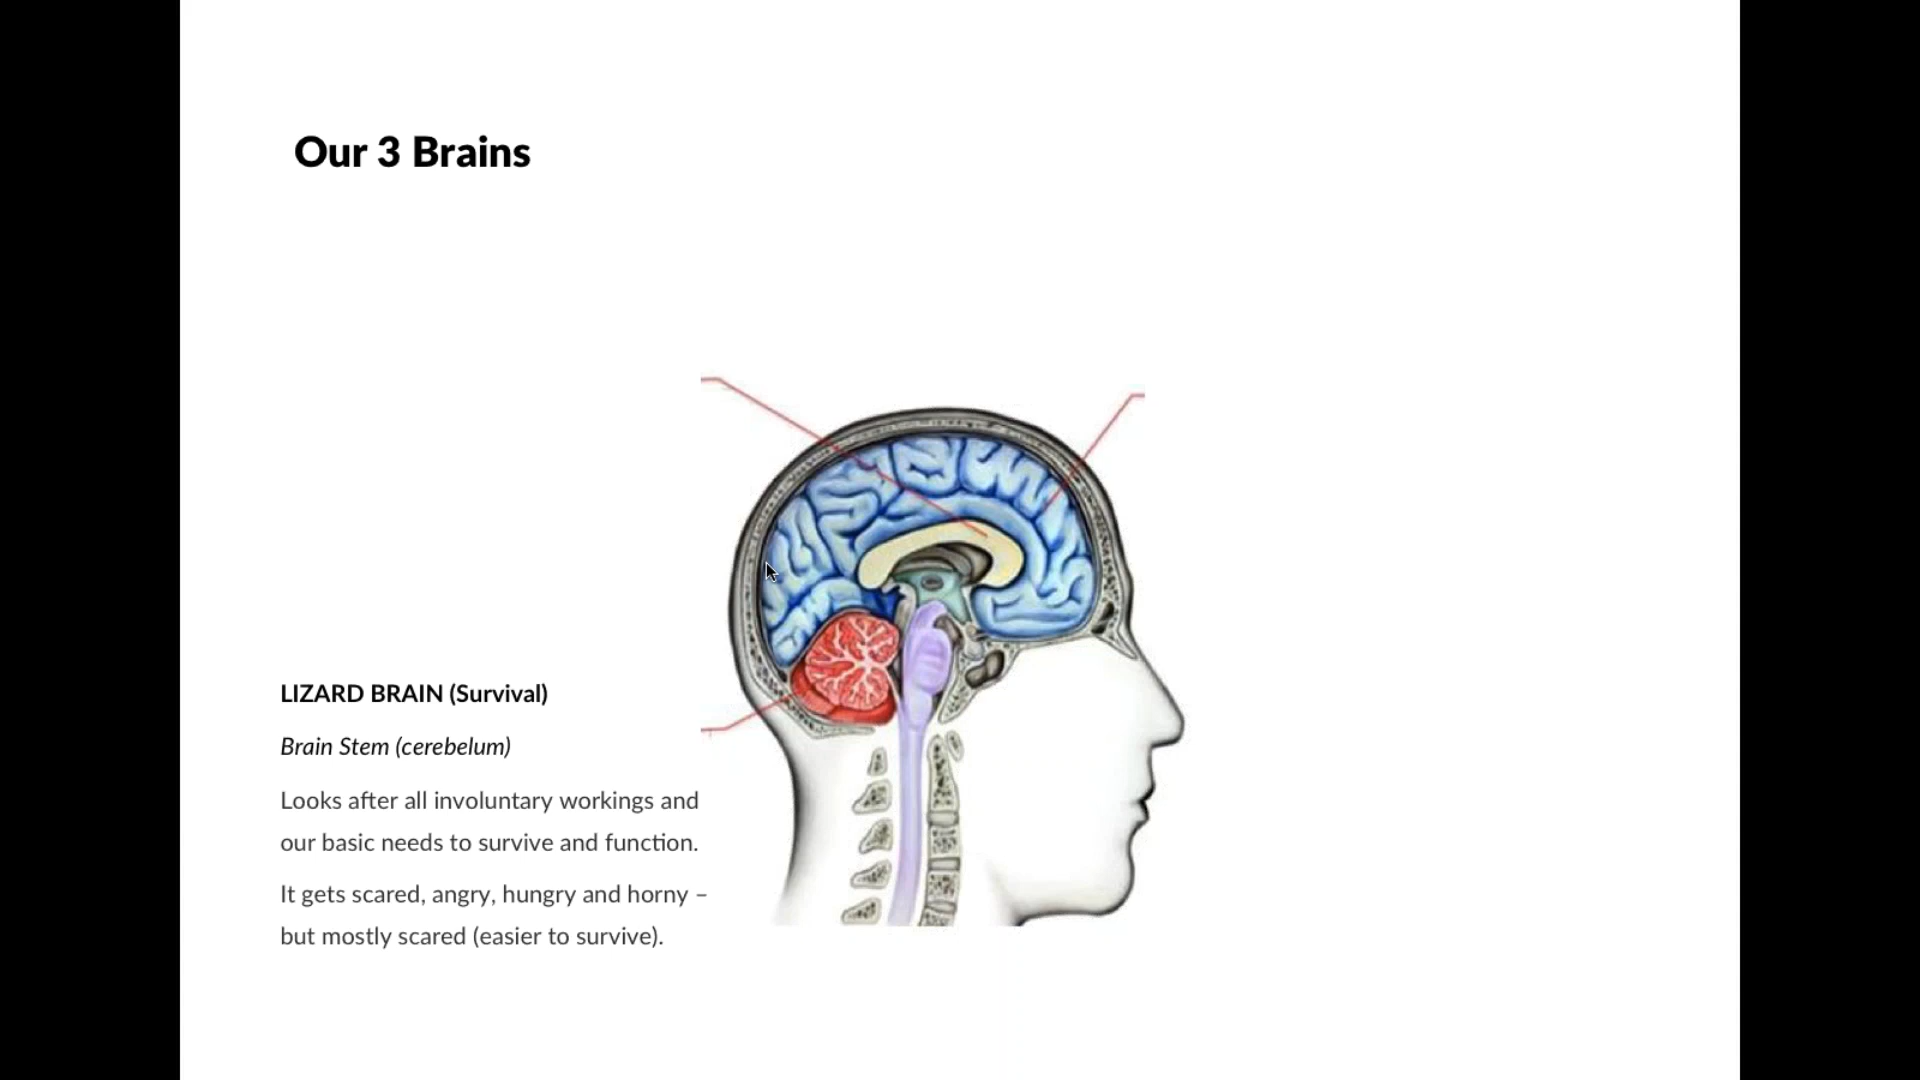 Our 3 Brains
LIZARD BRAIN (Survival)
Brain Stem (cerebelum)
Looks after all involuntary workings and
our basic needs to survive and function.
It gets scared, angry, hungry and horny –
but mostly scared (easier to survive).